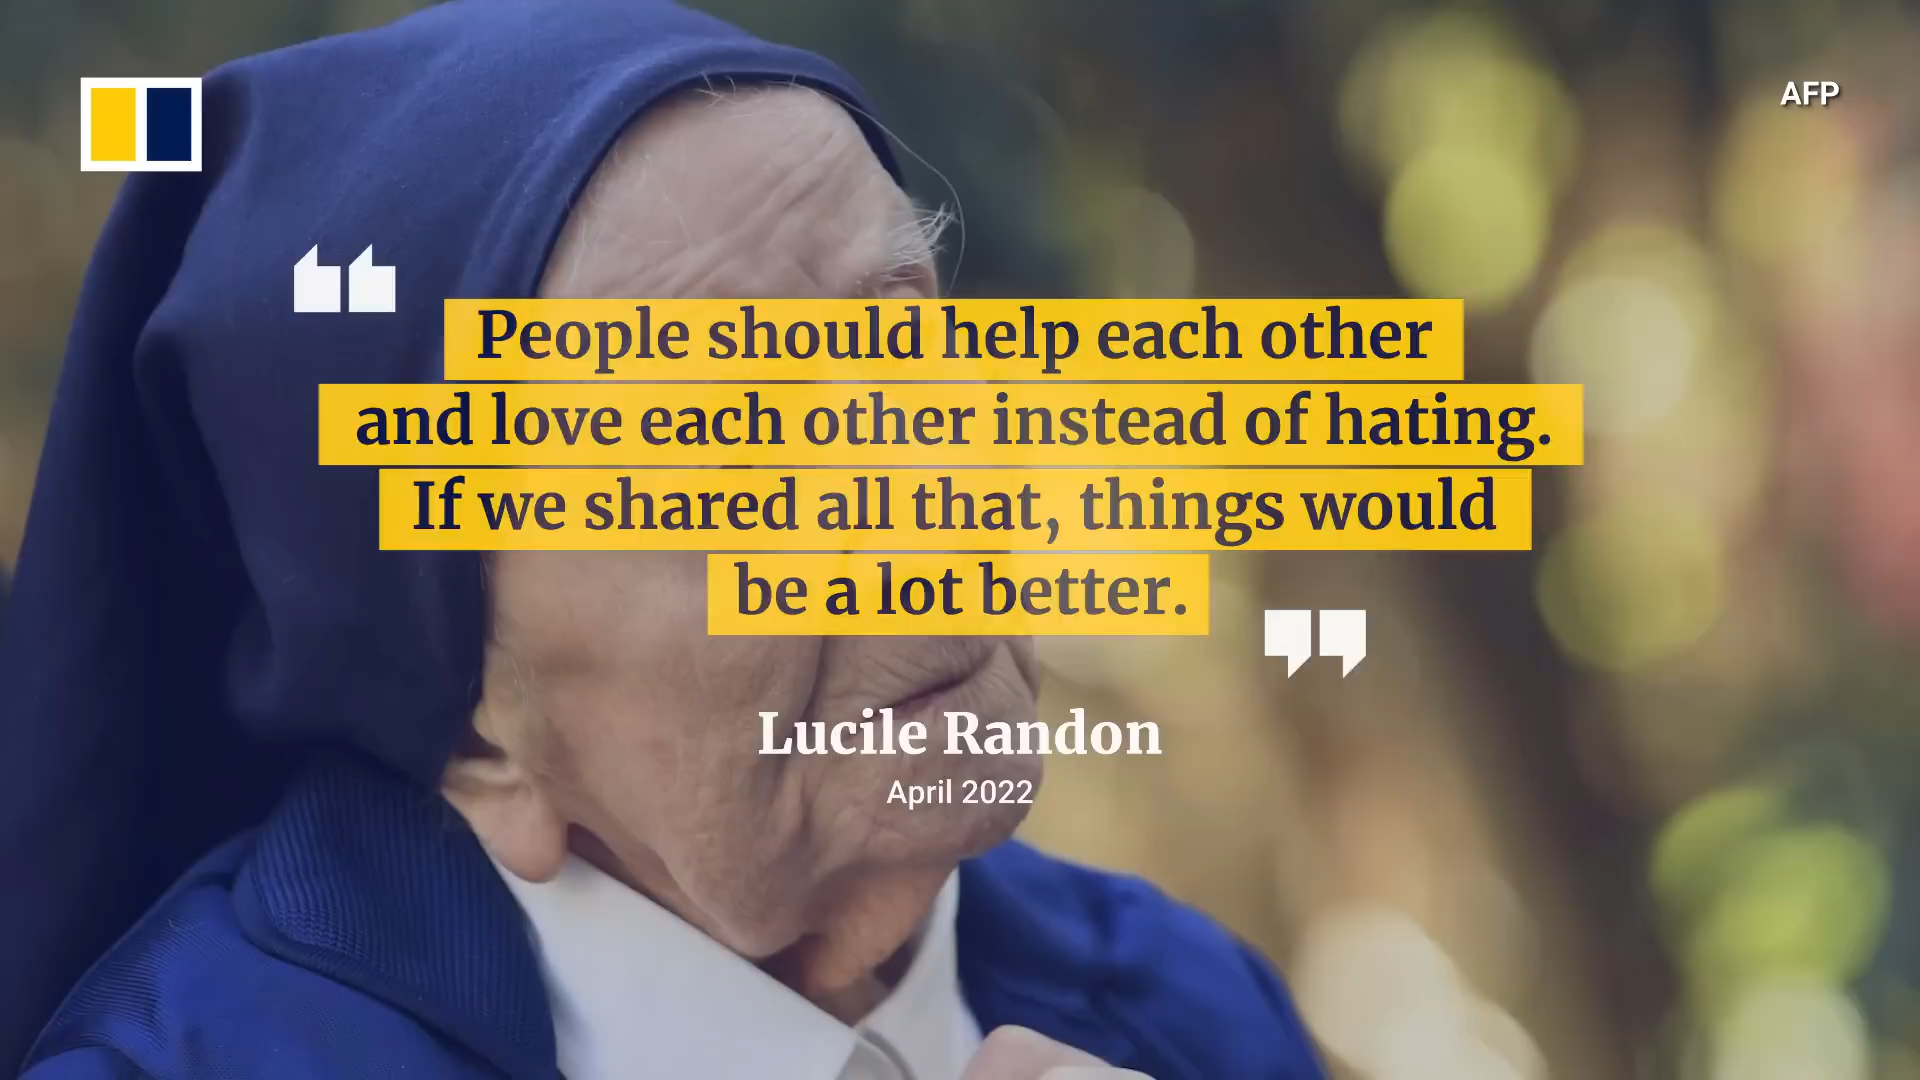 AFP
People should help each other
and love each other instead of hating.
If we shared all that, things would
be a lot better.
Lucile Randon
April 2022